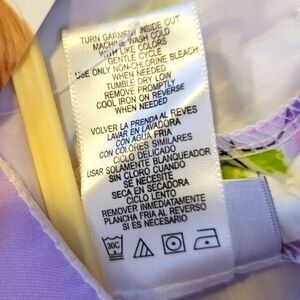 TURN GARMENT INSIDE OUT
MACHINE WASH COLD
WITH LIKE COLORS
GENTLE CYCLE
USE ONLY NON-CHLORINE BLEACH
WHEN NEEDED
TUMBLE DRY LOW
REMOVE PROMPTLY
COOL IRON ON REVERSE
WHEN NEEDED
VOLVER LA PRENDA AL REVES
LAVAR EN LAVADORA
CON AGUA FRIA
CON COLORES SIMILARES
CICLO DELICADO
USAR SOLAMENTE BLANQUEADOR
SIN CLORO CUANDO
SE NECESITE
SECA EN SECADORA
CICLO LENTO
REMOVER INMEDIATAMENTE
PLANCHA FRIA AL REVERSO
SI ES NECESARIO
30C